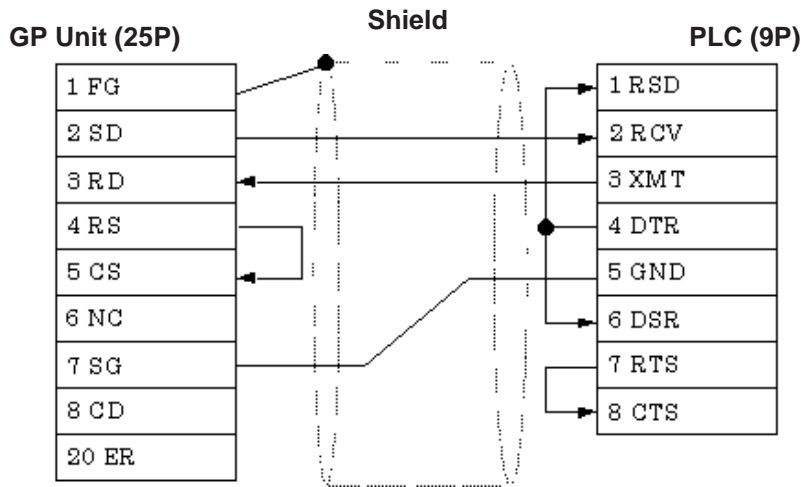 Shield
GP Unit (25P)
PLC (9P)
1 FG
2 SD
3 RD
4 RS
5 CS
6 NC
7 SG
8 CD
20 ER
1 RSD
2 RCV
3 XMT
4 DTR
5 GND
6 DSR
7 RTS
8 CTS